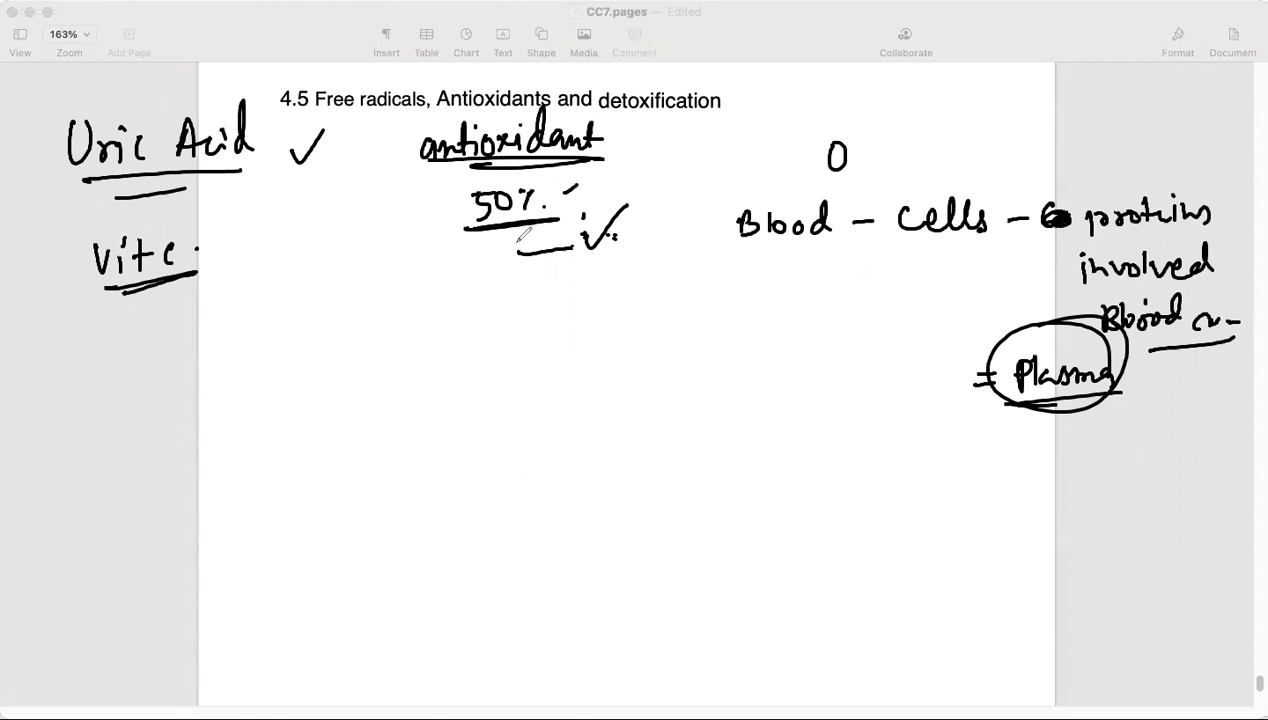 CC7.pages — Edited
163%
View Zoom Add Page Insert Table Chart Text Shape Media Comment Collaborate Format Document
4.5 Free radicals, Antioxidants and detoxification
Uric Acid ✓ antioxidant
50%
Vit c
0
Blood - cells - proteins
involved
Blood
= Plasma